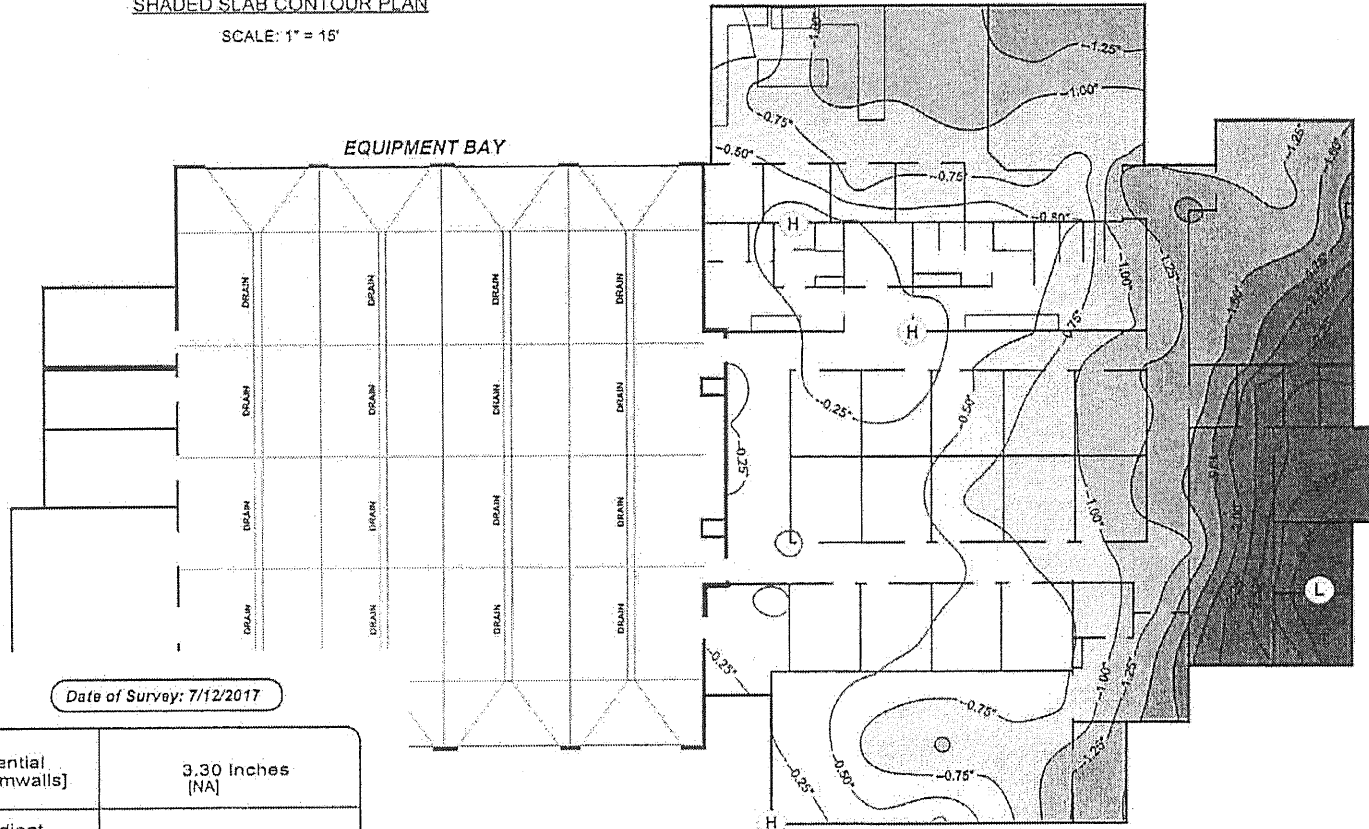 SHADED SLAB CONTOUR PLAN
SCALE: 1" = 15'
EQUIPMENT BAY
-1.25"
-1.00"
-0.75"
-0.50"
-0.75"
-0.50"
-1.25"
H
H
-1.00"
-1.25"
-1.50"
-0.75"
-0.25"
-0.50"
-0.25"
-1.00"
DRAIN DRAIN DRAIN DRAIN
DRAIN DRAIN DRAIN DRAIN
DRAIN DRAIN DRAIN DRAIN
DRAIN DRAIN DRAIN DRAIN
L
-0.25"
-1.00"
-1.25"
-0.75"
-0.75"
-0.50"
-0.25"
-1.25"
H
Date of Survey: 7/12/2017
ential
mwalls]
3.30 Inches
[NA]